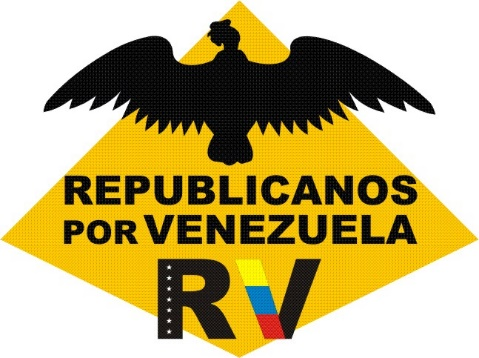 REPUBLICANOS
POR VENEZUELA
RV